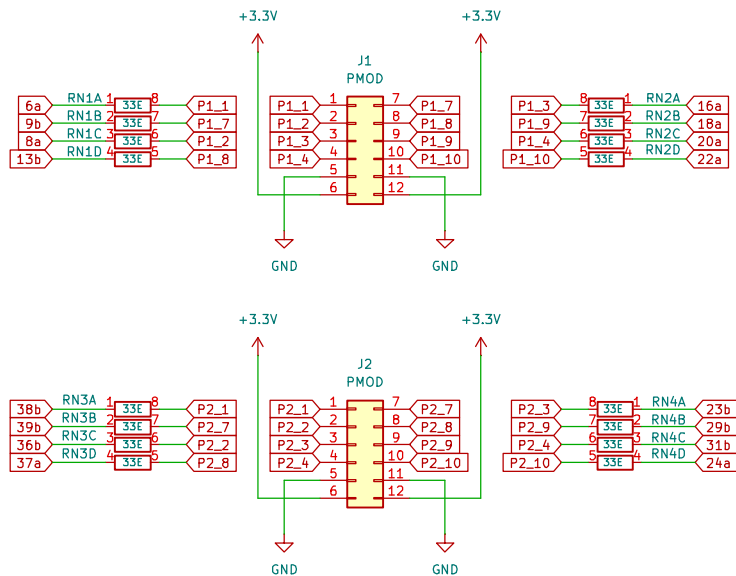 +3.3V +3.3V
J1
PMOD
6a RN1A 1 33E 8 P1_1 P1_1 1 7 P1_7 P1_3 8 33E 1 RN2A 16a
9b RN1B 2 33E 7 P1_7 P1_2 2 8 P1_8 P1_9 7 33E 2 RN2B 18a
8a RN1C 3 33E 6 P1_2 P1_3 3 9 P1_9 P1_4 6 33E 3 RN2C 20a
13b RN1D 4 33E 5 P1_8 P1_4 4 10 P1_10 P1_10 5 33E 4 RN2D 22a
5 11
6 12
GND GND
+3.3V +3.3V
J2
PMOD
38b RN3A 1 33E 8 P2_1 P2_1 1 7 P2_7 P2_3 8 33E 1 RN4A 23b
39b RN3B 2 33E 7 P2_7 P2_2 2 8 P2_8 P2_9 7 33E 2 RN4B 29b
36b RN3C 3 33E 6 P2_2 P2_3 3 9 P2_9 P2_4 6 33E 3 RN4C 31b
37a RN3D 4 33E 5 P2_8 P2_4 4 10 P2_10 P2_10 5 33E 4 RN4D 24a
5 11
6 12
GND GND